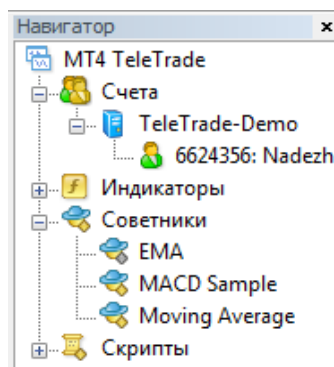 Навигатор
MT4 TeleTrade
Счета
TeleTrade-Demo
6624356: Nadezh
Индикаторы
Советники
EMA
MACD Sample
Moving Average
Скрипты